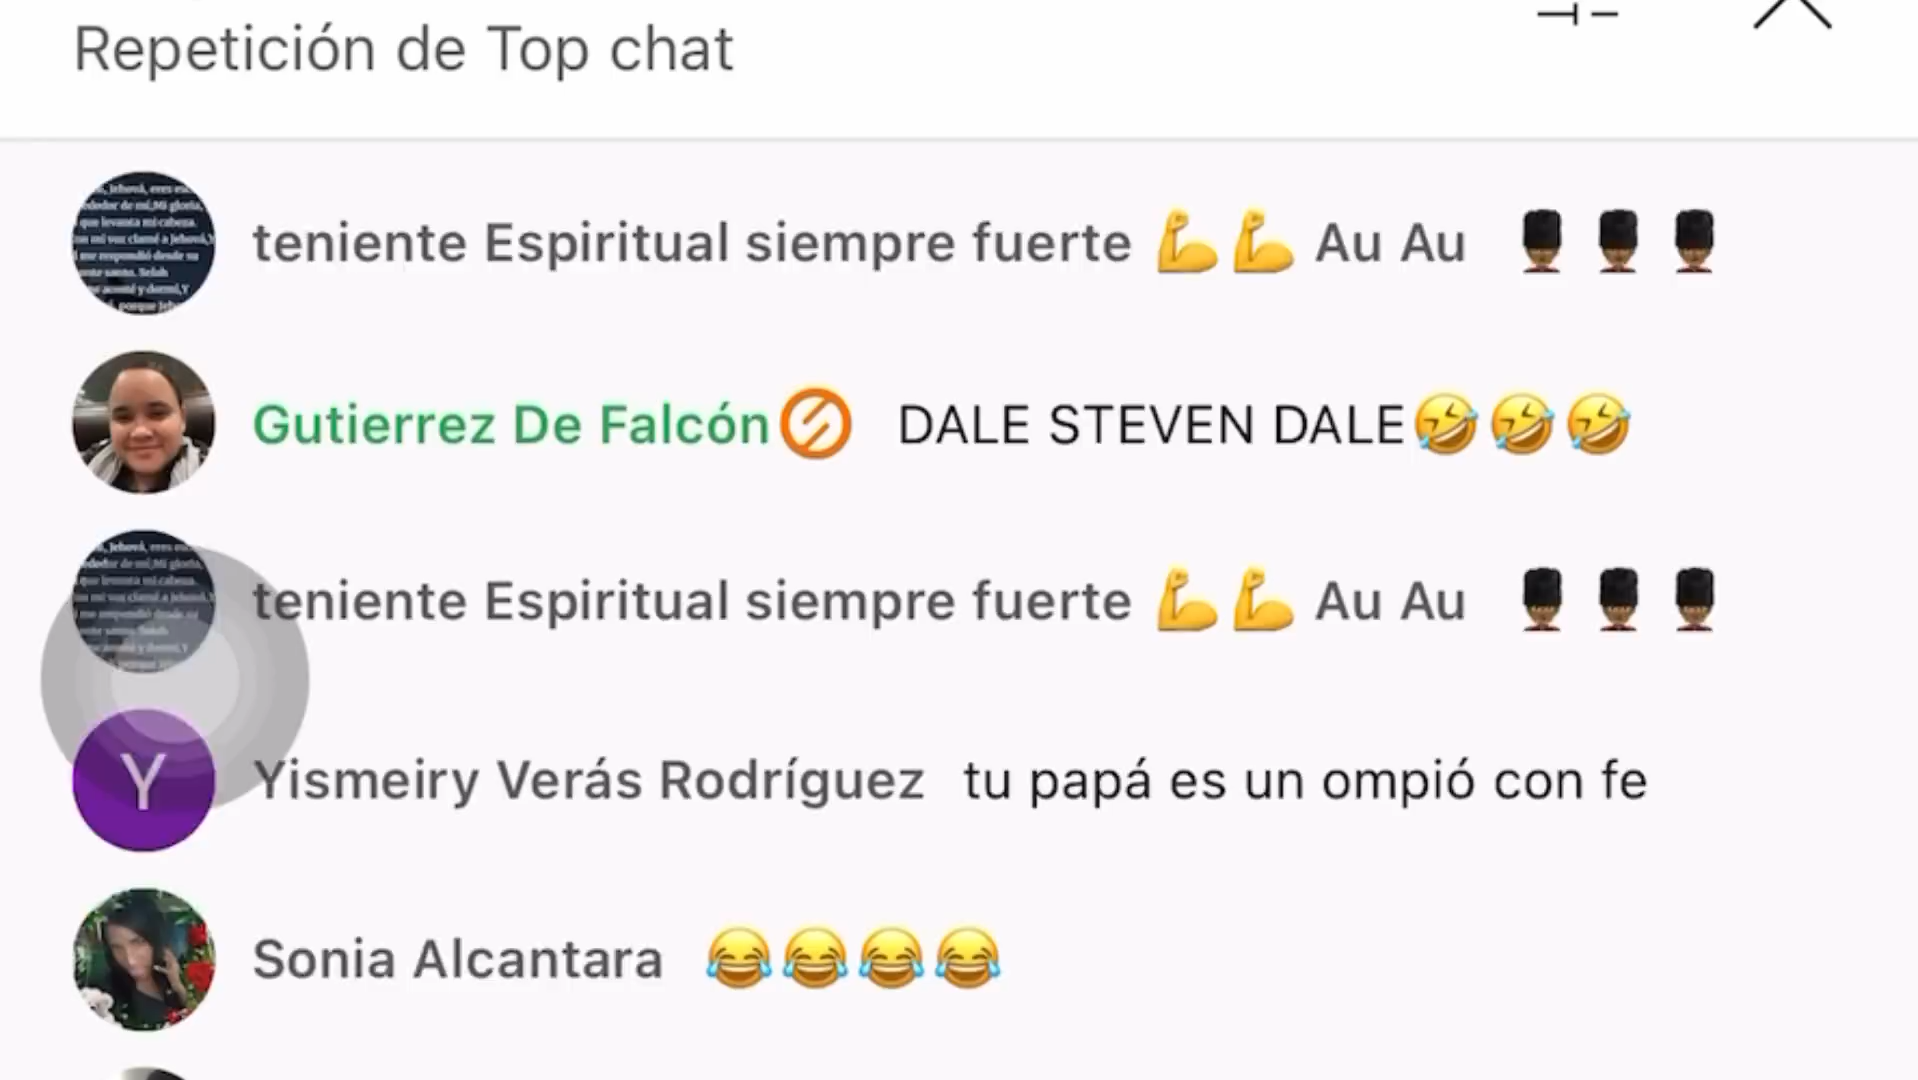 Repetición de Top chat
teniente Espiritual siempre fuerte 💪💪 Au Au 💂🏾💂🏾💂🏾
Gutierrez De Falcón DALE STEVEN DALE🤣🤣🤣
teniente Espiritual siempre fuerte 💪💪 Au Au 💂🏾💂🏾💂🏾
Y
Yismeiry Verás Rodríguez tu papá es un ompió con fe
Sonia Alcantara 😂😂😂😂